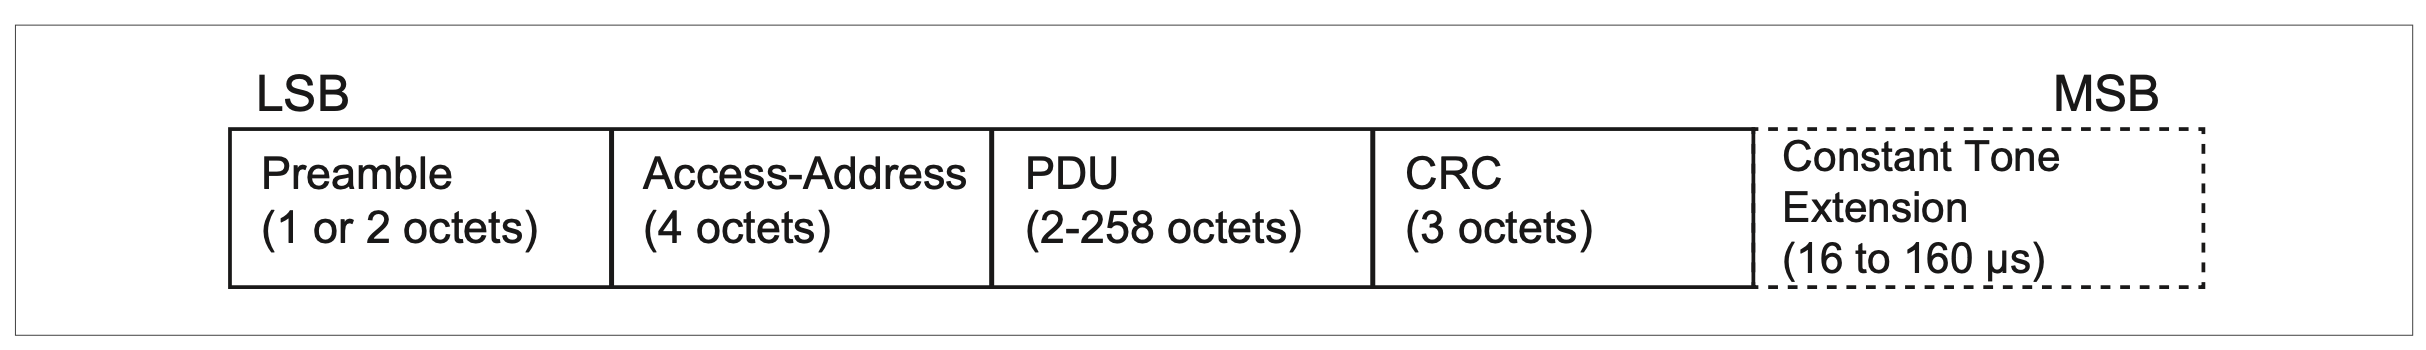 LSB
MSB
Preamble
(1 or 2 octets)
Access-Address
(4 octets)
PDU
(2-258 octets)
CRC
(3 octets)
Constant Tone
Extension
(16 to 160 µs)